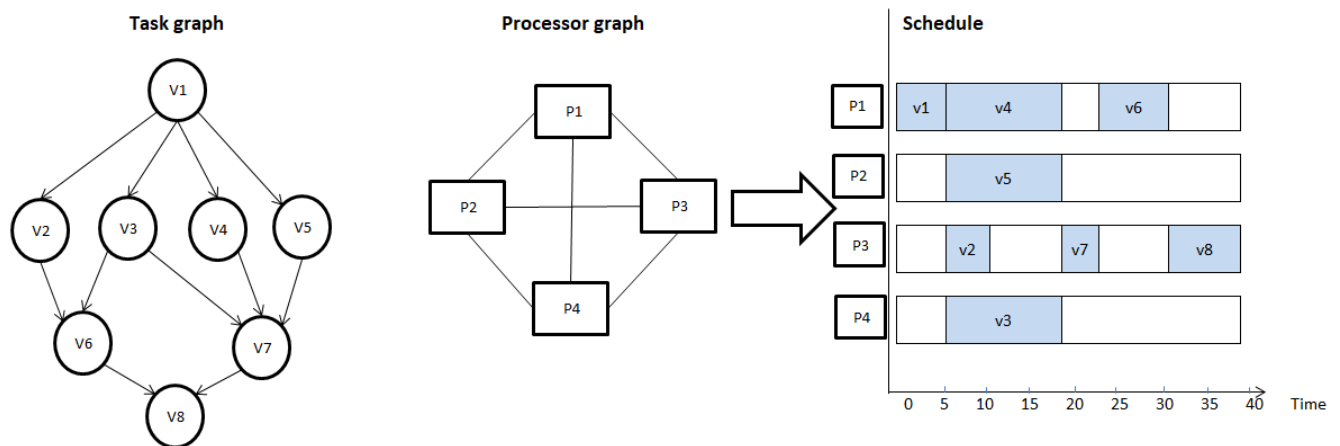 Task graph
Processor graph
Schedule
V1
V2
V3
V4
V5
V6
V7
V8
P1
P2
P3
P4
P1
v1
v4
v6
P2
v5
P3
v2
v7
v8
P4
v3
0 5 10 15 20 25 30 35 40 Time